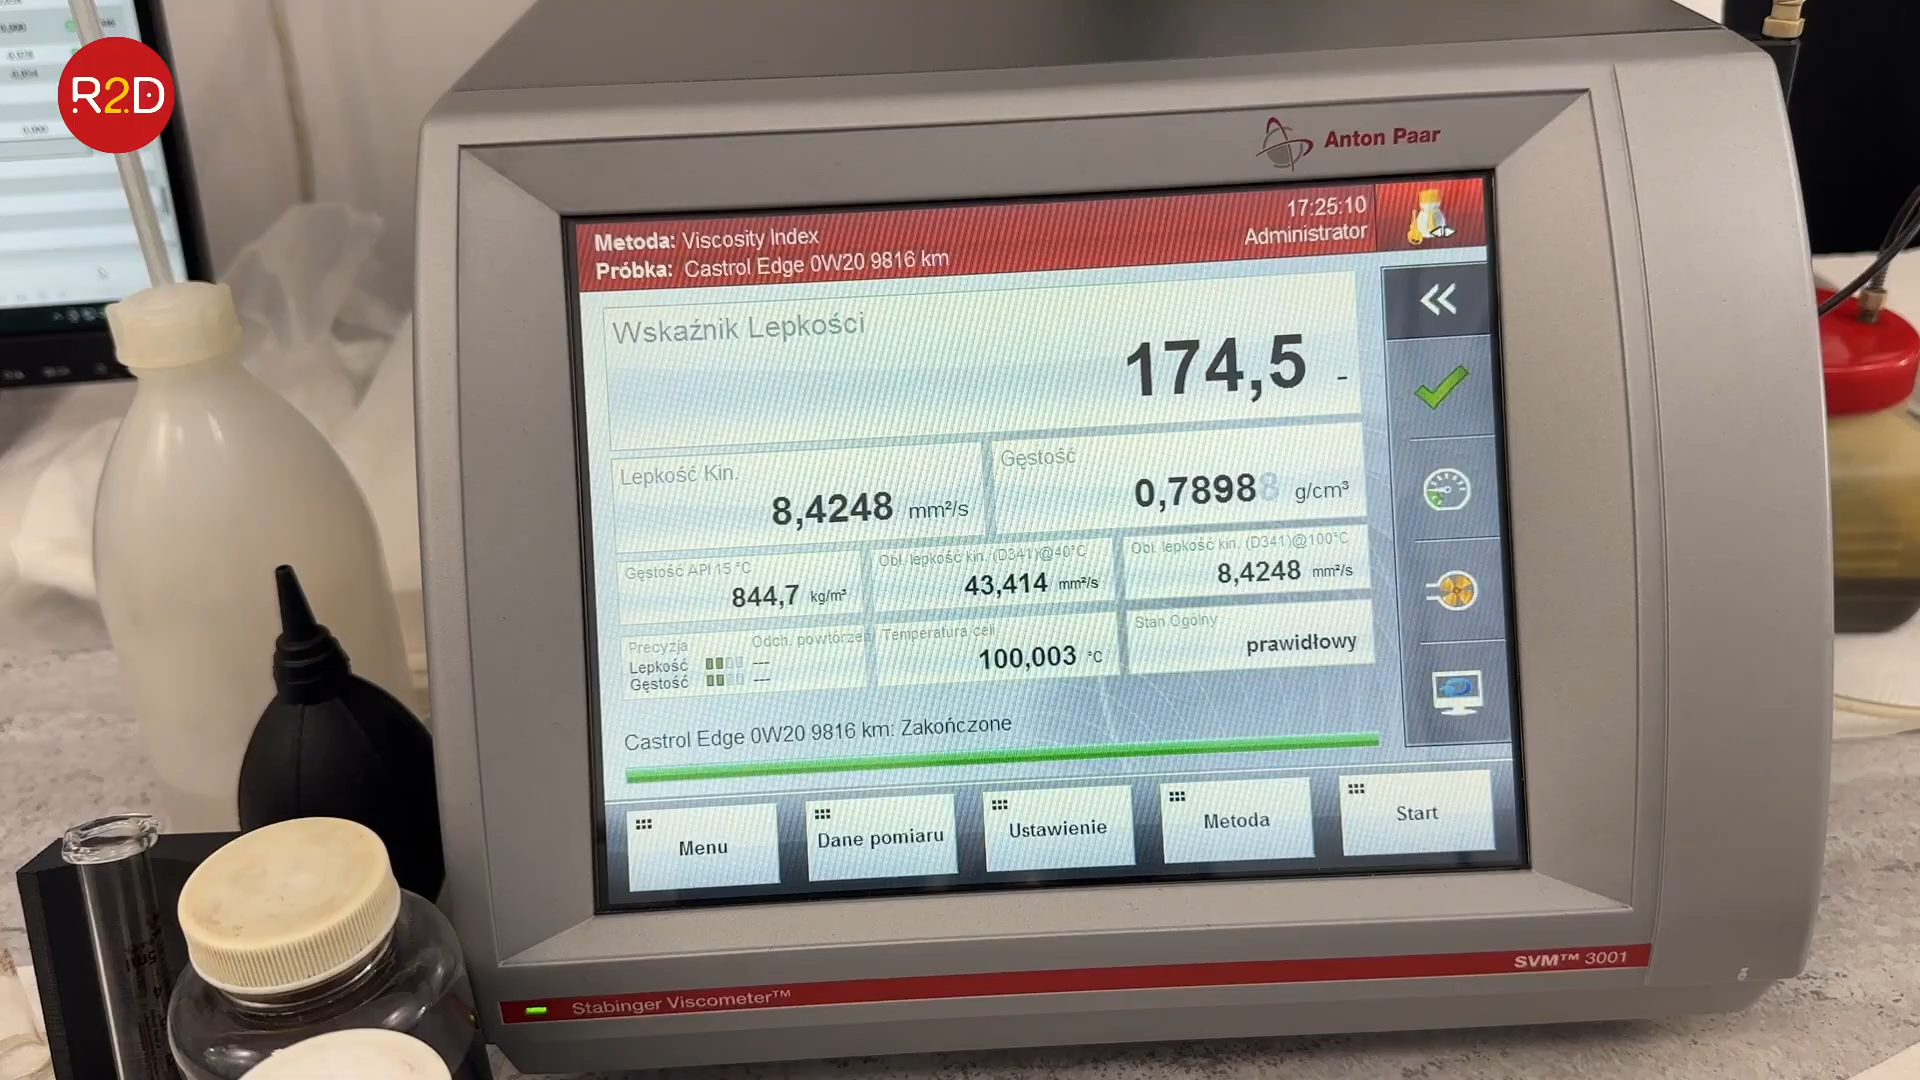 R2D
Anton Paar
Metoda: Viscosity Index
17:25:10
Próbka: Castrol Edge 0W20 9816 km
Administrator
Wskaźnik Lepkości
174,5 -
Lepkość Kin.
8,4248 mm²/s
Gęstość
0,78988 g/cm³
Gęstość API 15 °C
844,7 kg/m³
Obl. lepkość kin. (D341)@40°C
43,414 mm²/s
Obl. lepkość kin. (D341)@100°C
8,4248 mm²/s
Precyzja Odch. powtórzeń
Lepkość ---
Gęstość ---
Temperatura celi
100,003 °C
Stan Ogólny
prawidłowy
Castrol Edge 0W20 9816 km: Zakończone
Menu
Dane pomiaru
Ustawienie
Metoda
Start
Stabinger Viscometer™
SVM™ 3001